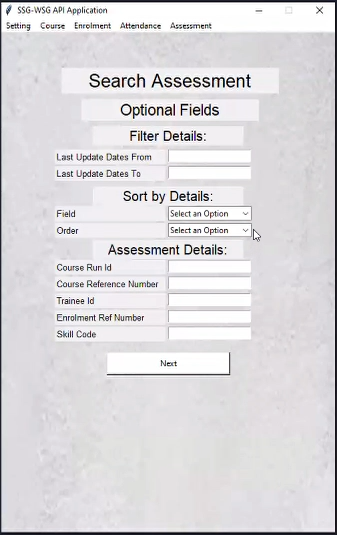 SSG-WSG API Application
Setting Course Enrolment Attendance Assessment
Search Assessment
Optional Fields
Filter Details:
Last Update Dates From
Last Update Dates To
Sort by Details:
Field Select an Option
Order Select an Option
Assessment Details:
Course Run Id
Course Reference Number
Trainee Id
Enrolment Ref Number
Skill Code
Next